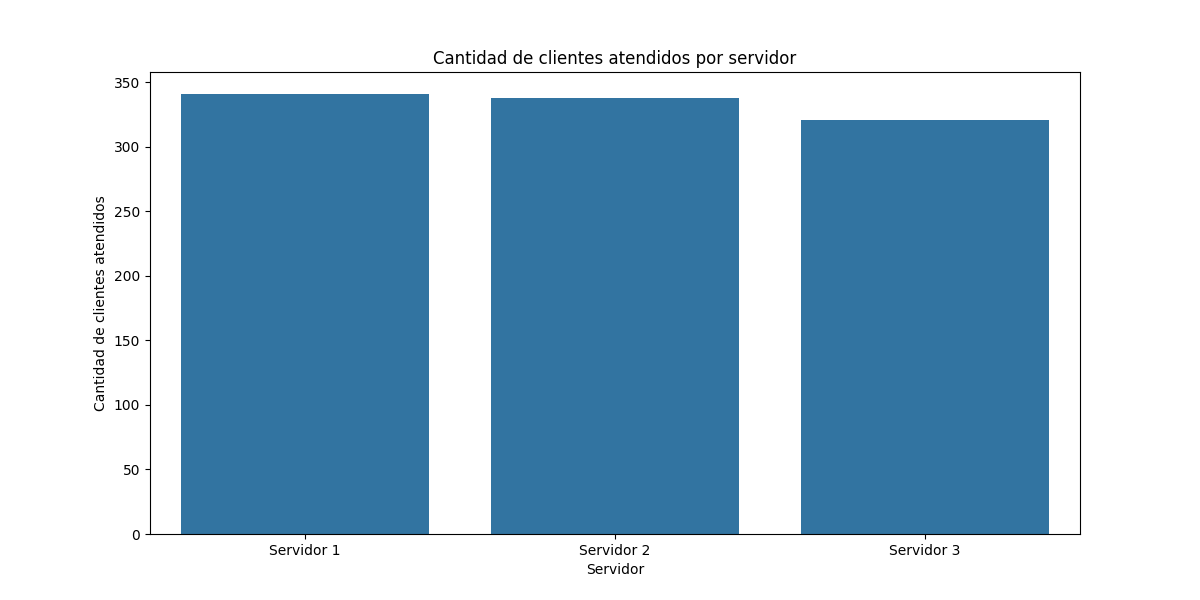 Cantidad de clientes atendidos por servidor
Cantidad de clientes atendidos
350
300
250
200
150
100
50
0
Servidor 1
Servidor 2
Servidor 3
Servidor